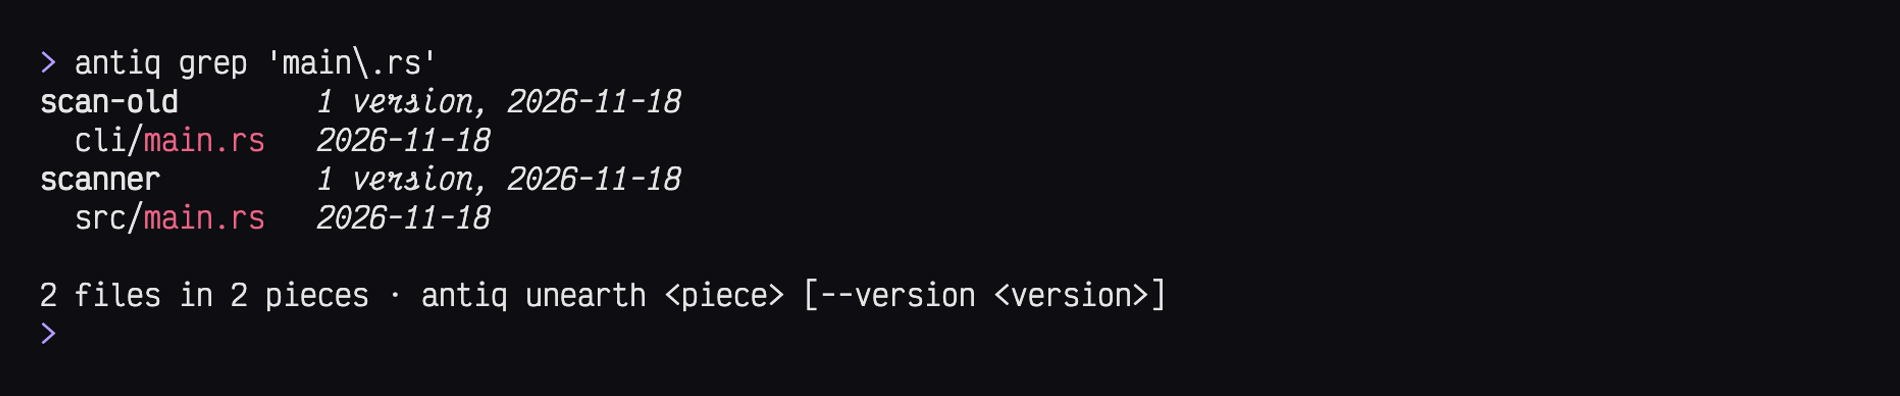 > antiq grep 'main\.rs'
scan-old        1 version, 2026-11-18
  cli/main.rs   2026-11-18
scanner         1 version, 2026-11-18
  src/main.rs   2026-11-18

2 files in 2 pieces · antiq unearth <piece> [--version <version>]
>